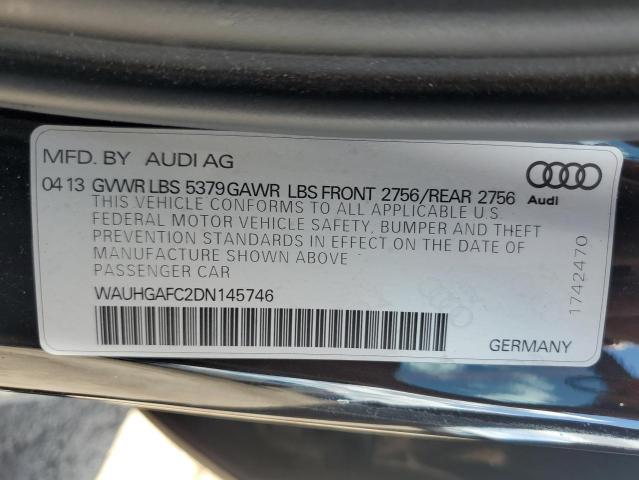 MFD. BY AUDI AG
Audi
04 13 GVWR LBS 5379 GAWR LBS FRONT 2756/REAR 2756
THIS VEHICLE CONFORMS TO ALL APPLICABLE U.S.
FEDERAL MOTOR VEHICLE SAFETY, BUMPER AND THEFT
PREVENTION STANDARDS IN EFFECT ON THE DATE OF
MANUFACTURE SHOWN ABOVE
PASSENGER CAR
WAUHGAFC2DN145746
GERMANY
1742470